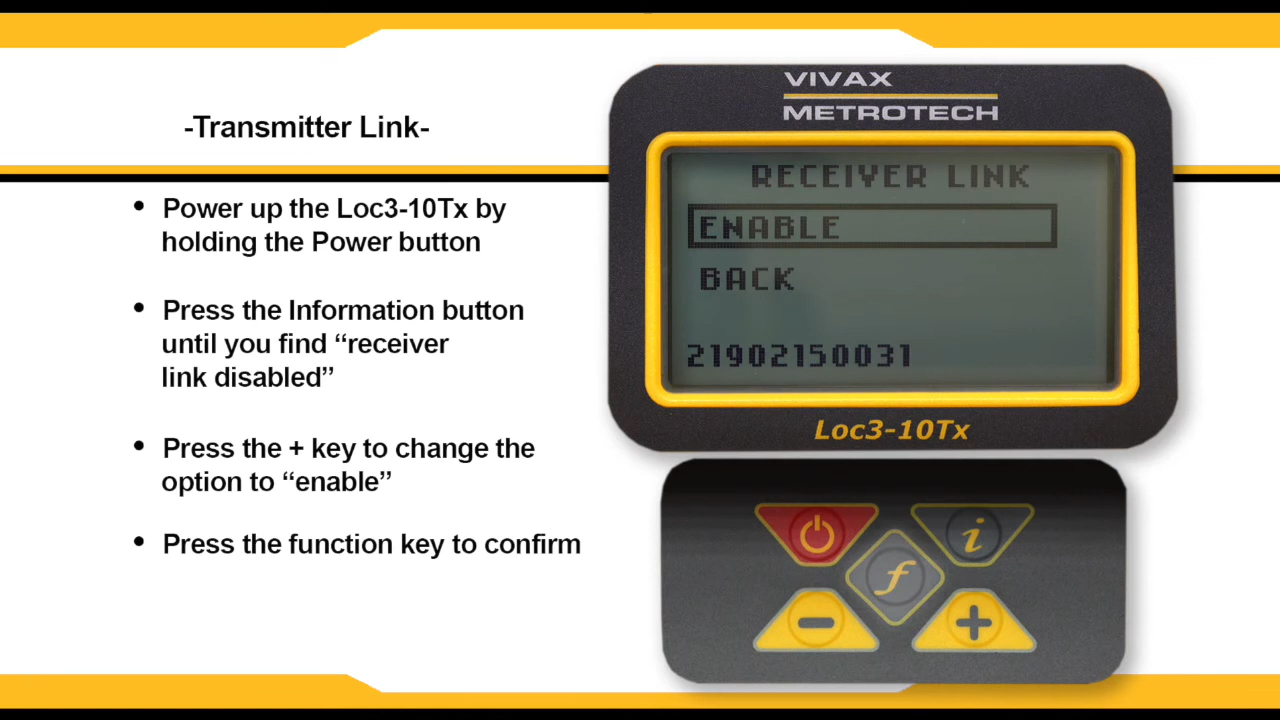 -Transmitter Link-
• Power up the Loc3-10Tx by
holding the Power button
• Press the Information button
until you find “receiver
link disabled”
• Press the + key to change the
option to “enable”
• Press the function key to confirm
VIVAX
METROTECH
RECEIVER LINK
ENABLE
BACK
21902150031
Loc3-10Tx
i
f